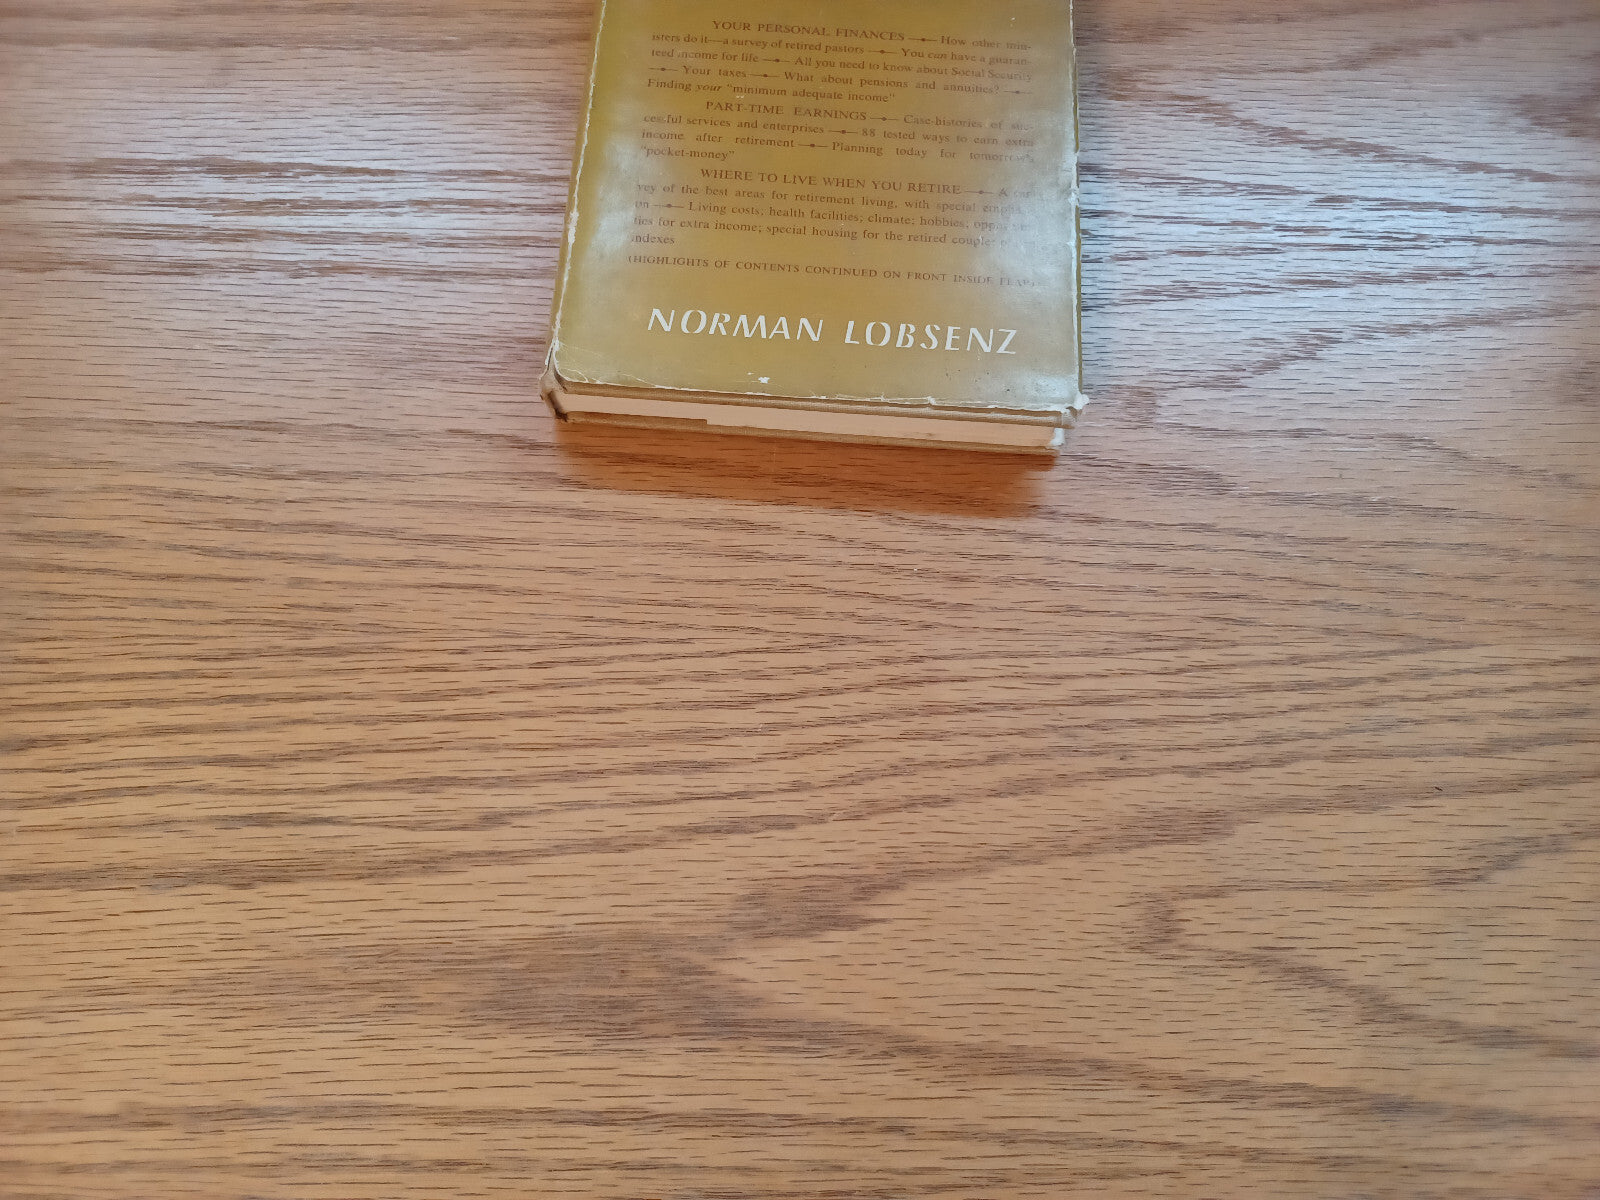 YOUR PERSONAL FINANCES —•— How other min-
isters do it—a survey of retired pastors —•— You can have a guaran-
teed income for life —•— All you need to know about Social Security
—•— Your taxes —•— What about pensions and annuities? —•—
Finding your "minimum adequate income"
PART-TIME EARNINGS —•— Case-histories of suc-
cessful services and enterprises —•— 88 tested ways to earn extra
income after retirement —•— Planning today for tomorrow's
"pocket-money"
WHERE TO LIVE WHEN YOU RETIRE —•— A
vey of the best areas for retirement living, with special
on —•— Living costs; health facilities; climate; hobbies;
ties for extra income; special housing for the retired couple;
indexes
(HIGHLIGHTS OF CONTENTS CONTINUED ON FRONT INSIDE FLAP)
NORMAN LOBSENZ